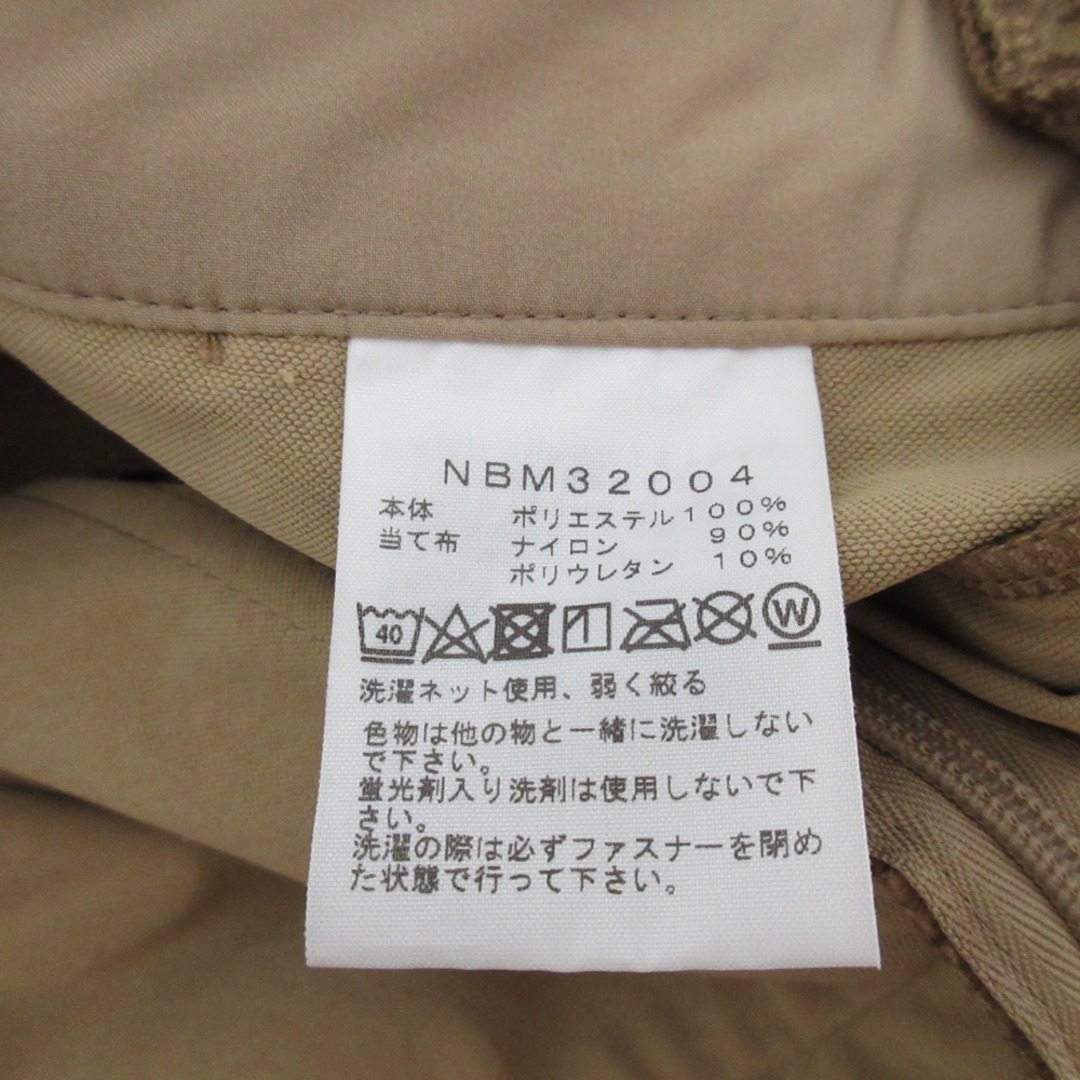 NBM32004
本体 ポリエステル100%
当て布 ナイロン 90%
ポリウレタン 10%
40 W
洗濯ネット使用、弱く絞る
色物は他の物と一緒に洗濯しない
で下さい。
蛍光剤入り洗剤は使用しないで下
さい。
洗濯の際は必ずファスナーを閉め
た状態で行って下さい。